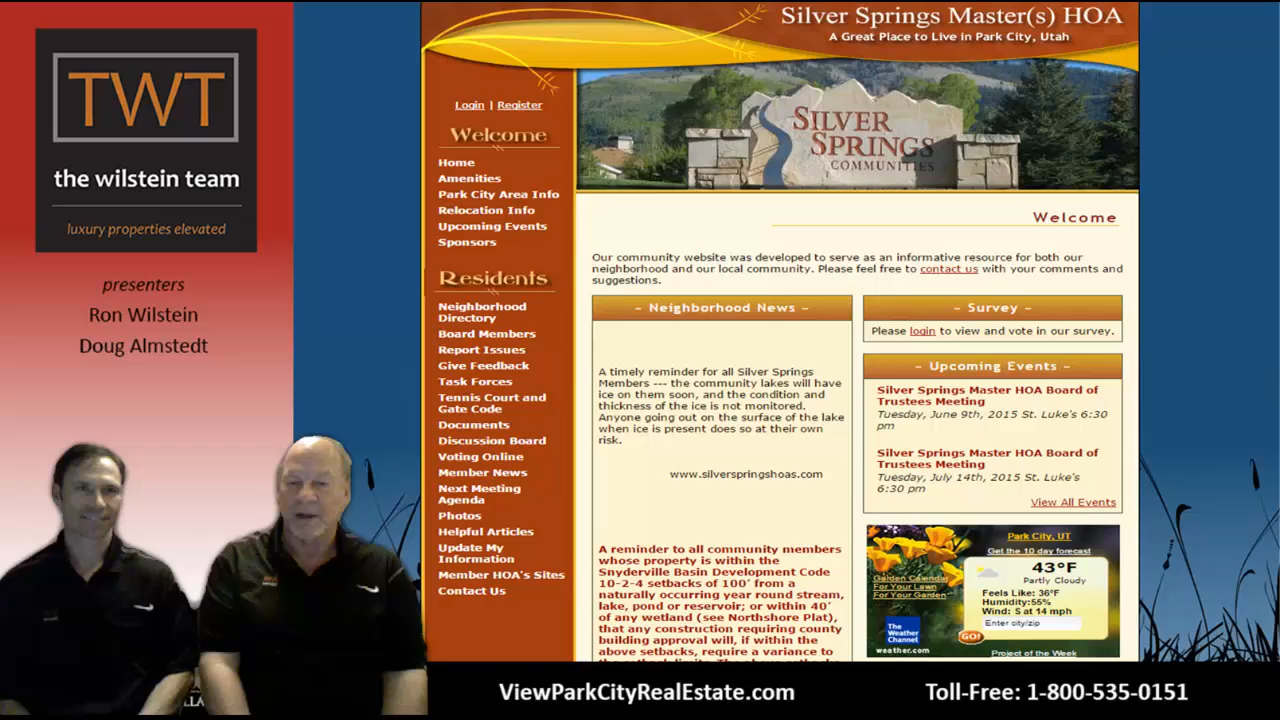 TWT
the wilstein team
luxury properties elevated
presenters
Ron Wilstein
Doug Almstedt
Silver Springs Master(s) HOA
A Great Place to Live in Park City, Utah
SILVER
SPRINGS
COMMUNITIES
Login | Register
Welcome
Home
Amenities
Park City Area Info
Relocation Info
Upcoming Events
Sponsors
Residents
Neighborhood
Directory
Board Members
Report Issues
Give Feedback
Task Forces
Tennis Court and
Gate Code
Documents
Discussion Board
Voting Online
Member News
Next Meeting
Agenda
Photos
Helpful Articles
Update My
Information
Member HOA's Sites
Contact Us
Welcome
Our community website was developed to serve as an informative resource for both our
neighborhood and our local community. Please feel free to contact us with your comments and
suggestions.
~ Neighborhood News ~
A timely reminder for all Silver Springs
Members --- the community lakes will have
ice on them soon, and the condition and
thickness of the ice is not monitored.
Anyone going out on the surface of the lake
when ice is present does so at their own
risk.
www.silverspringshoas.com
A reminder to all community members
whose property is within the
Snyderville Basin Development Code
10-2-4 setbacks of 100' from a
naturally occurring year round stream,
lake, pond or reservoir; or within 40'
of any wetland (see Northshore Plat),
that any construction requiring county
building approval will, if within the
above setbacks, require a variance to
~ Survey ~
Please login to view and vote in our survey.
~ Upcoming Events ~
Silver Springs Master HOA Board of
Trustees Meeting
Tuesday, June 9th, 2015 St. Luke's 6:30
pm
Silver Springs Master HOA Board of
Trustees Meeting
Tuesday, July 14th, 2015 St. Luke's
6:30 pm
View All Events
Garden Calendar
For Your Lawn
For Your Garden
The
Weather
Channel
weather.com
Park City, UT
Get the 10 day forecast
43°F
Partly Cloudy
Feels Like: 36°F
Humidity: 55%
Wind: S at 14 mph
Enter city/zip
GO!
Project of the Week
ViewParkCityRealEstate.com
Toll-Free: 1-800-535-0151